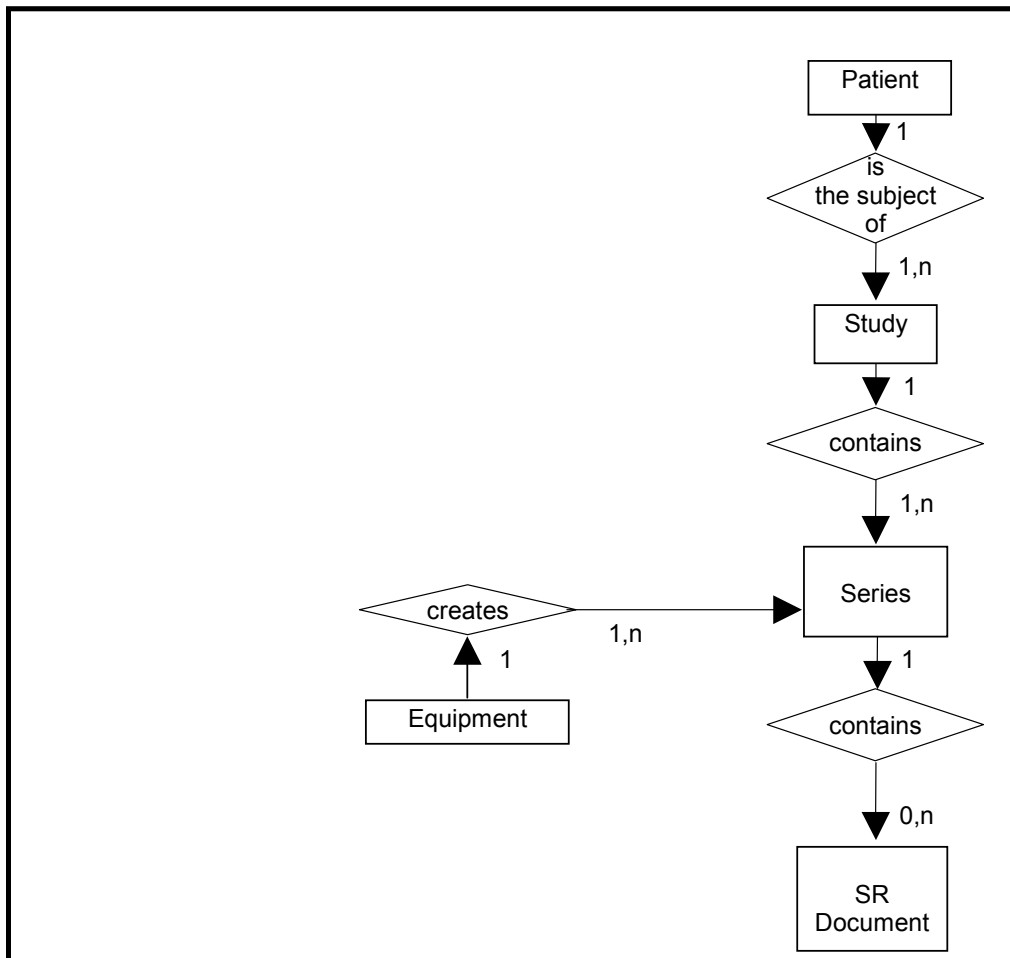 Patient
1
is
the subject
of
1,n
Study
1
contains
1,n
Series
creates
1,n
1
1
Equipment
contains
0,n
SR
Document